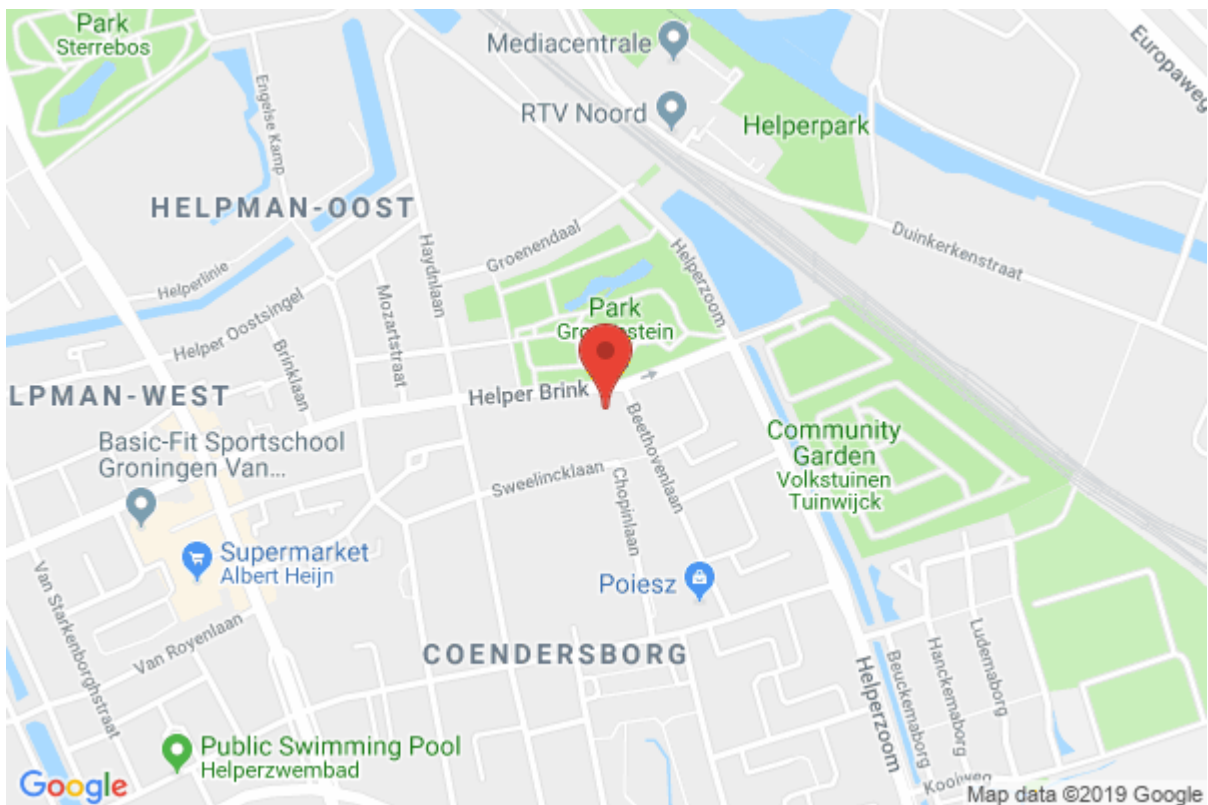 Park
Sterrebos
Mediacentrale
RTV Noord
Europaweg
Helperpark
Engelse Kamp
HELPMAN-OOST
Haydnlaan
Groenendaal
Helperzoom
Duinkerkenstraat
Helperlinie
Mozartstraat
Helper Oostsingel
Brinklaan
Park
LPMAN-WEST
Helper Brink
Beethovenlaan
Basic-Fit Sportschool
Groningen Van...
Community
Garden
Volkstuinen
Tuinwijck
Sweelincklaan
Chopinlaan
Supermarket
Albert Heijn
Poiesz
Van Starkenborghstraat
Van Royenlaan
COENDERSBORG
Helperzoom
Beuckemaborg
Hanckemaborg
Ludemaborg
Public Swimming Pool
Helperzwembad
Kooiweg
Google
Map data ©2019 Google